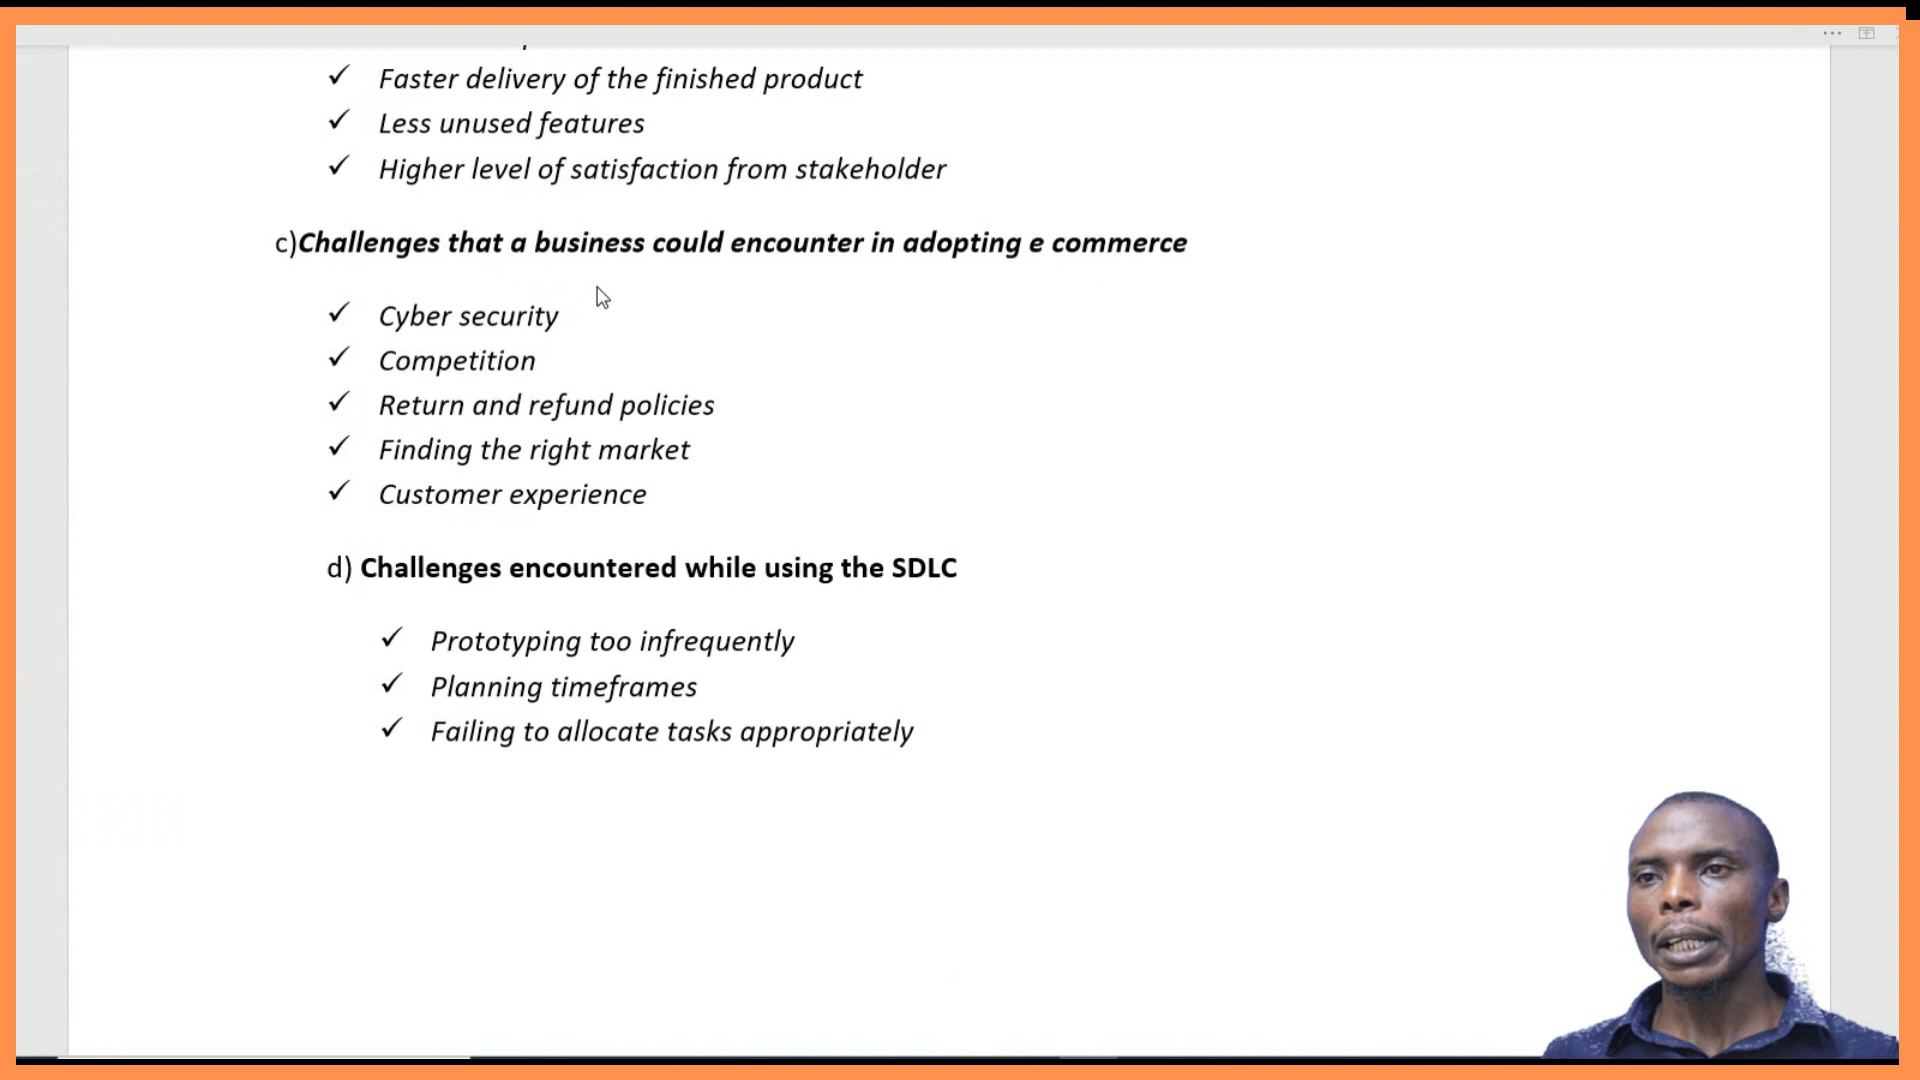 ✓ Faster delivery of the finished product
✓ Less unused features
✓ Higher level of satisfaction from stakeholder
c)Challenges that a business could encounter in adopting e commerce
✓ Cyber security
✓ Competition
✓ Return and refund policies
✓ Finding the right market
✓ Customer experience
d) Challenges encountered while using the SDLC
✓ Prototyping too infrequently
✓ Planning timeframes
✓ Failing to allocate tasks appropriately